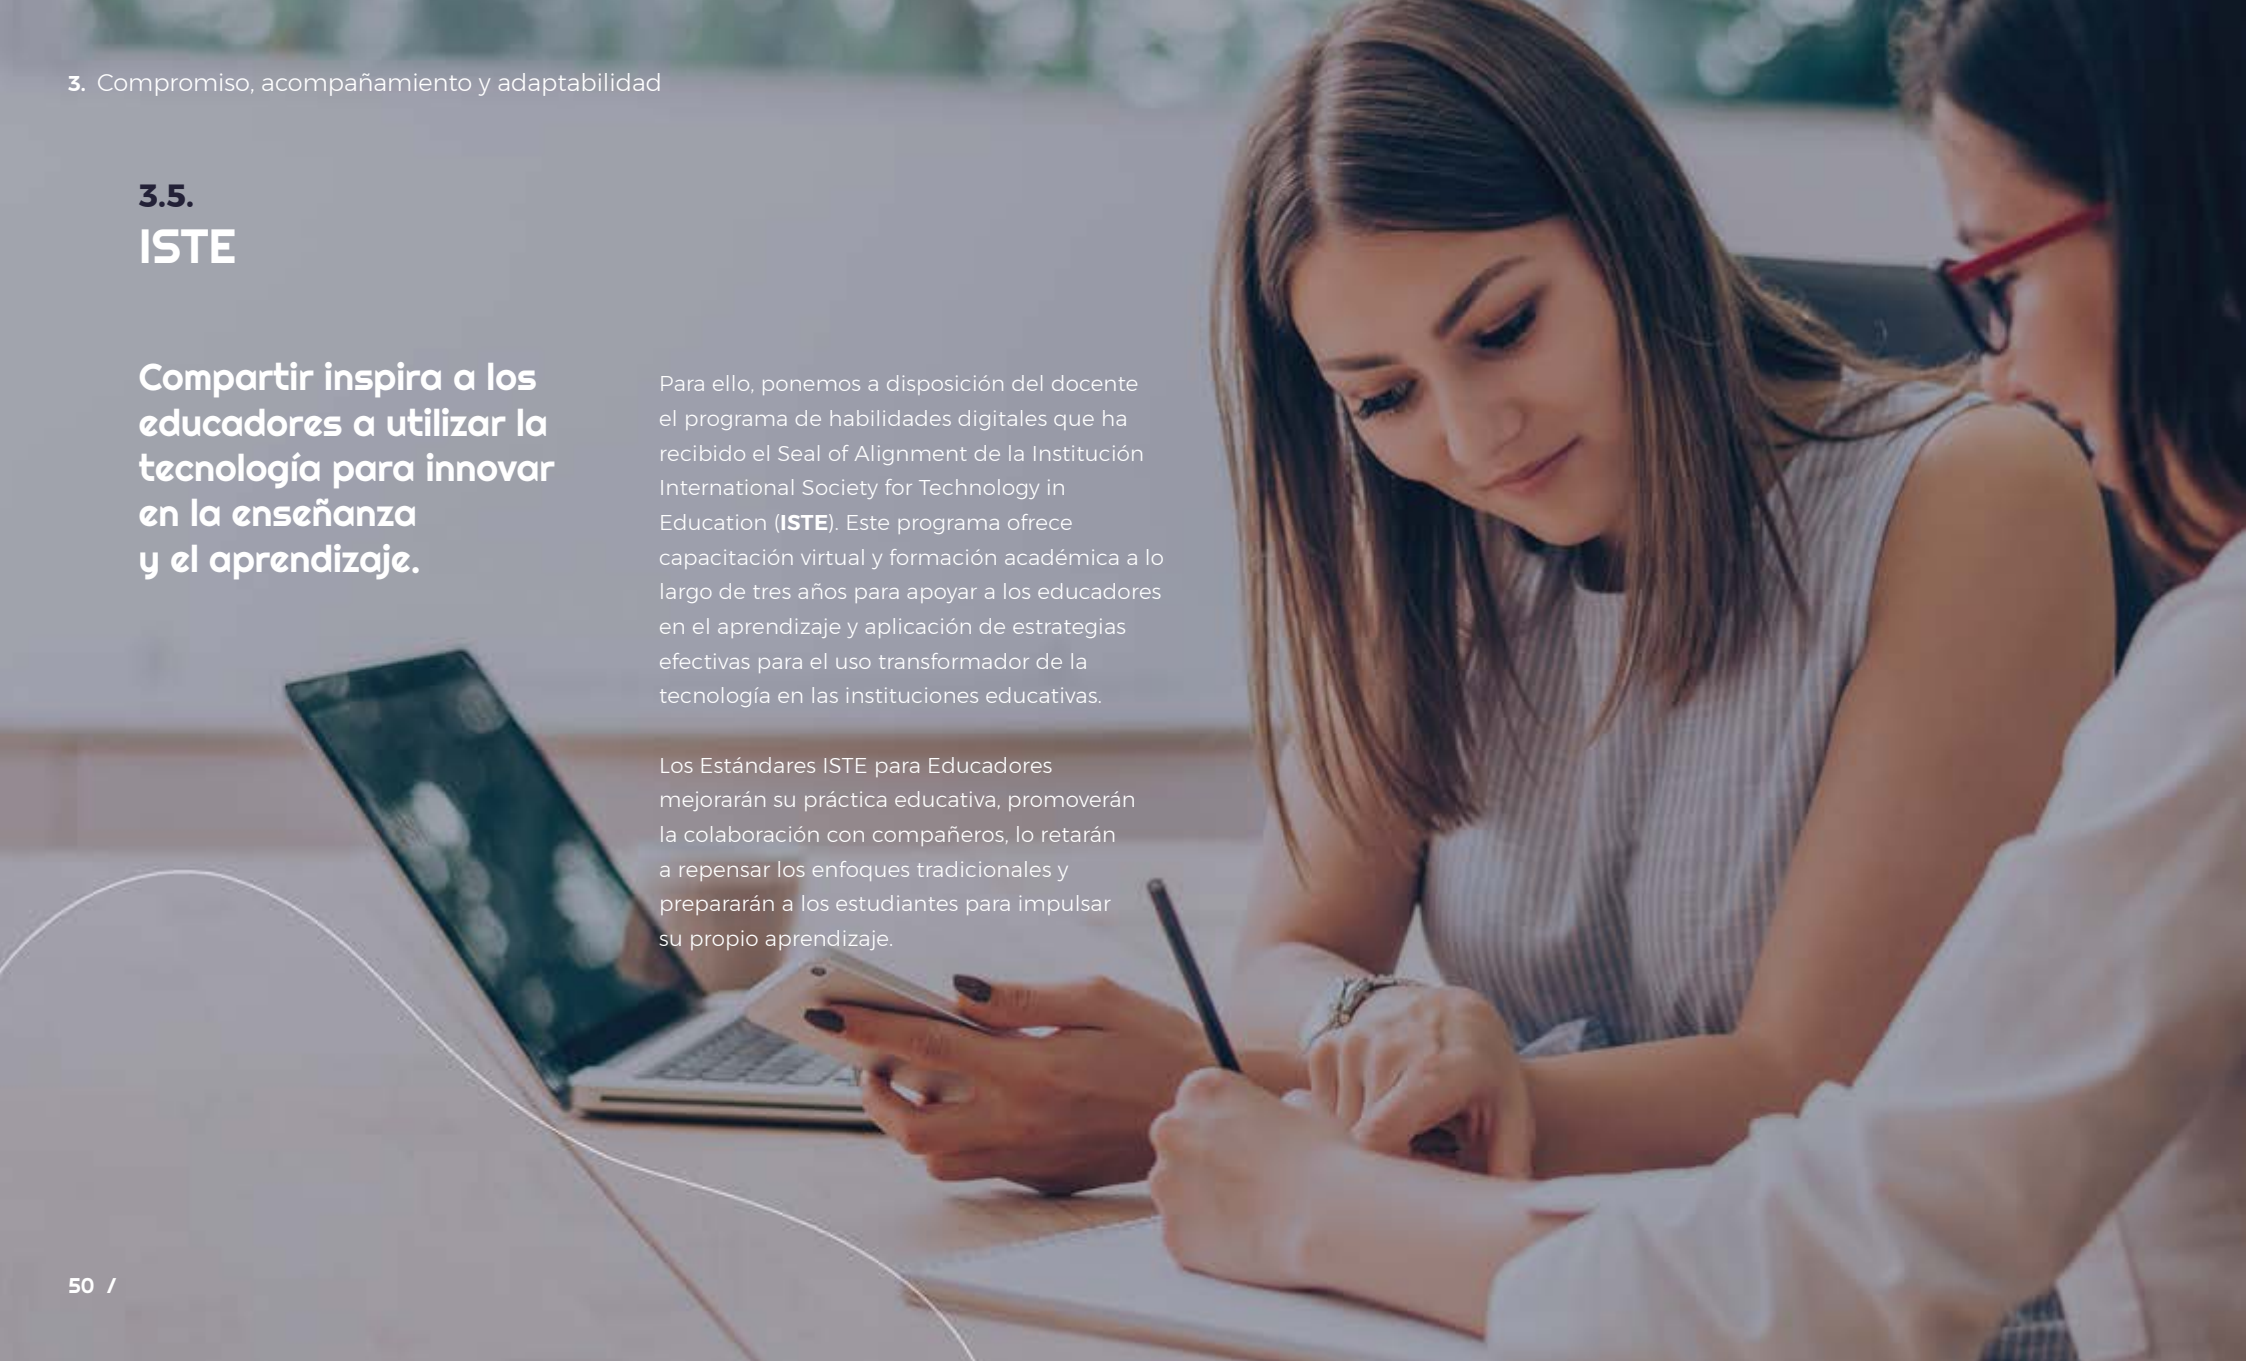 3. Compromiso, acompañamiento y adaptabilidad
3.5.
ISTE
Compartir inspira a los
educadores a utilizar la
tecnología para innovar
en la enseñanza
y el aprendizaje.
Para ello, ponemos a disposición del docente
el programa de habilidades digitales que ha
recibido el Seal of Alignment de la Institución
International Society for Technology in
Education (ISTE). Este programa ofrece
capacitación virtual y formación académica a lo
largo de tres años para apoyar a los educadores
en el aprendizaje y aplicación de estrategias
efectivas para el uso transformador de la
tecnología en las instituciones educativas.
Los Estándares ISTE para Educadores
mejorarán su práctica educativa, promoverán
la colaboración con compañeros, lo retarán
a repensar los enfoques tradicionales y
prepararán a los estudiantes para impulsar
su propio aprendizaje.
50 /